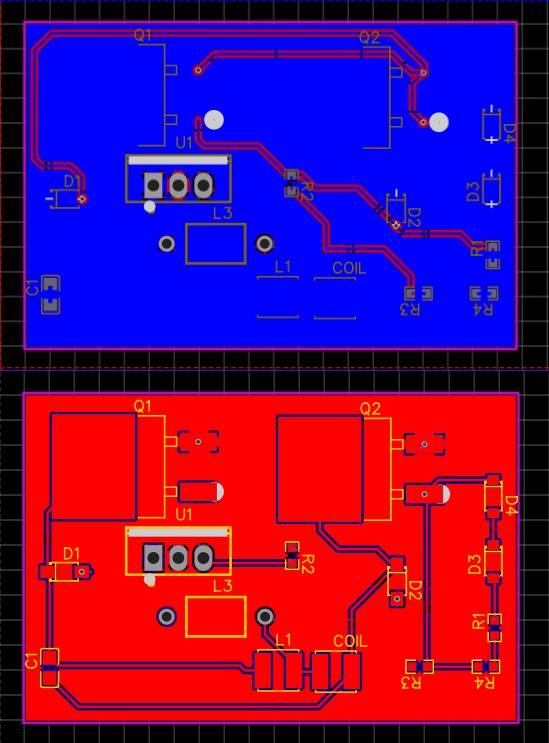 Q1
Q2
U1
D4
D1
R2
D3
L3
D2
R1
L1
COIL
C1
R3
R4
Q1
Q2
U1
D4
D1
R2
D3
L3
D2
R1
L1
COIL
C1
R3
R4